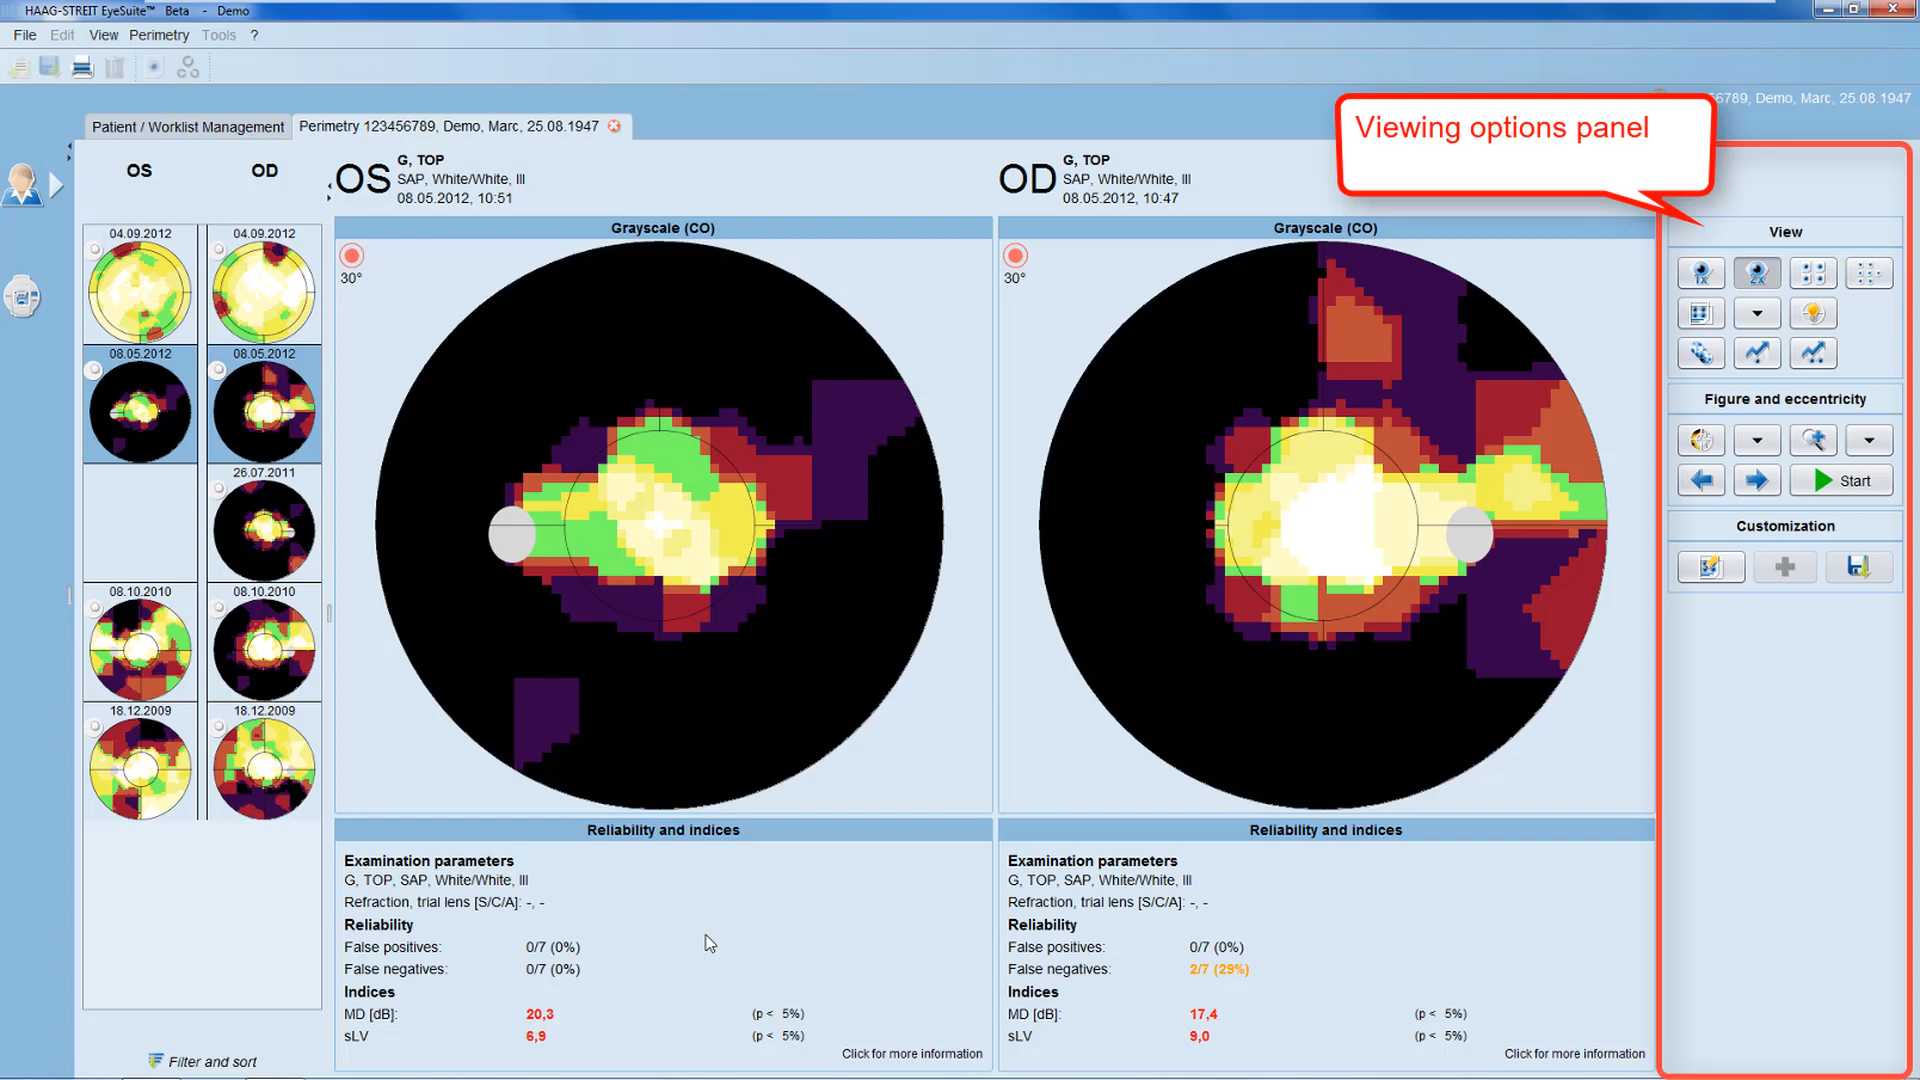 HAAG-STREIT EyeSuite™ Beta - Demo
File Edit View Perimetry Tools ?
56789, Demo, Marc, 25.08.1947
Viewing options panel
Patient / Worklist Management
Perimetry 123456789, Demo, Marc, 25.08.1947
OS OD
04.09.2012 04.09.2012
08.05.2012 08.05.2012
26.07.2011
08.10.2010 08.10.2010
18.12.2009 18.12.2009
Filter and sort
OS
G, TOP
SAP, White/White, III
08.05.2012, 10:51
Grayscale (CO)
30°
Reliability and indices
Examination parameters
G, TOP, SAP, White/White, III
Refraction, trial lens [S/C/A]: -, -
Reliability
False positives: 0/7 (0%)
False negatives: 0/7 (0%)
Indices
MD [dB]: 20,3 (p < 5%)
sLV 6,9 (p < 5%)
Click for more information
OD
G, TOP
SAP, White/White, III
08.05.2012, 10:47
Grayscale (CO)
30°
Reliability and indices
Examination parameters
G, TOP, SAP, White/White, III
Refraction, trial lens [S/C/A]: -, -
Reliability
False positives: 0/7 (0%)
False negatives: 2/7 (29%)
Indices
MD [dB]: 17,4 (p < 5%)
sLV 9,0 (p < 5%)
Click for more information
View
1x 2x
Figure and eccentricity
Start
Customization